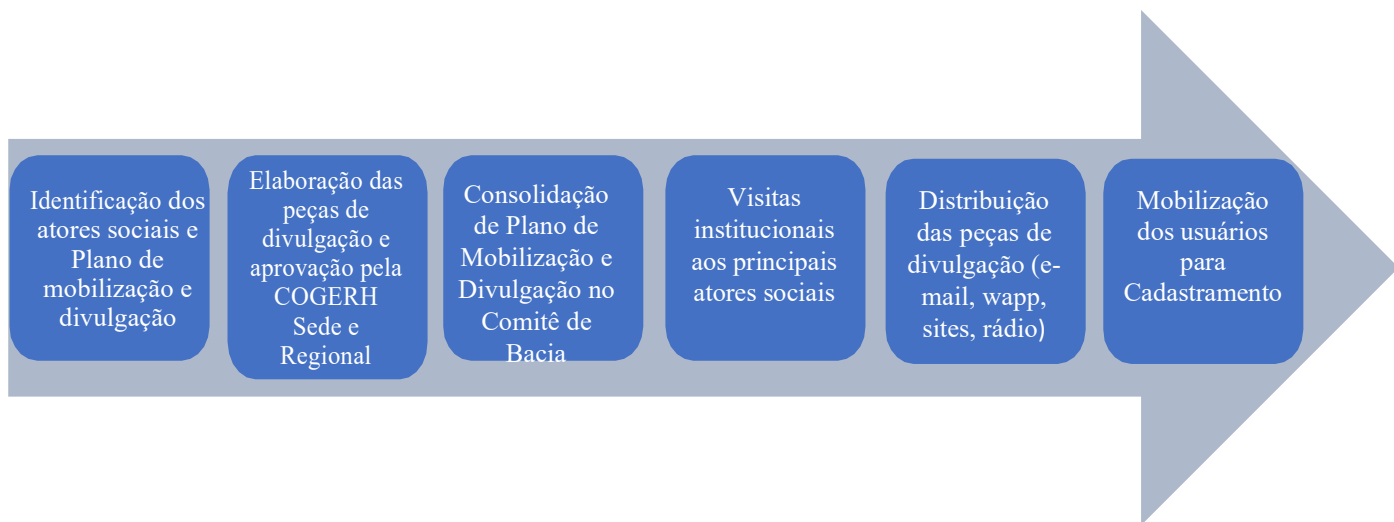 Identificação dos
atores sociais e
Plano de
mobilização e
divulgação
Elaboração das
peças de
divulgação e
aprovação pela
COGERH
Sede e
Regional
Consolidação
de Plano de
Mobilização e
Divulgação no
Comitê de
Bacia
Visitas
institucionais
aos principais
atores sociais
Distribuição
das peças de
divulgação (e-
mail, wapp,
sites, rádio)
Mobilização
dos usuários
para
Cadastramento